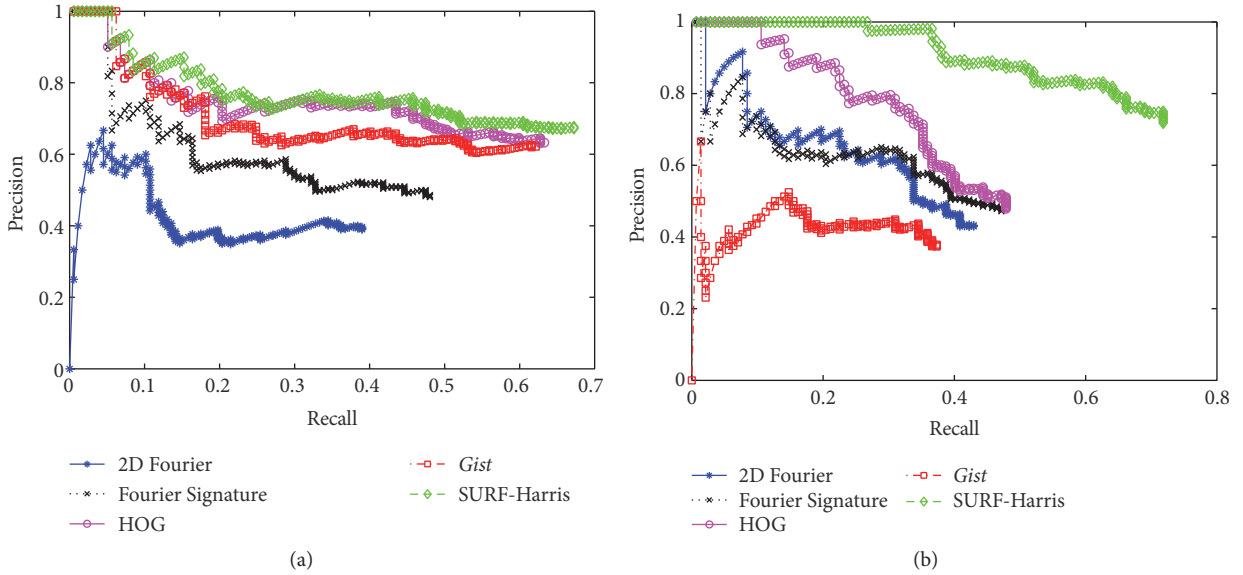 1
0.8
0.6
0.4
0.2
0
Precision
0 0.1 0.2 0.3 0.4 0.5 0.6 0.7
Recall
2D Fourier
Fourier Signature
HOG
Gist
SURF-Harris
(a)
1
0.8
0.6
0.4
0.2
0
Precision
0 0.2 0.4 0.6 0.8
Recall
2D Fourier
Fourier Signature
HOG
Gist
SURF-Harris
(b)